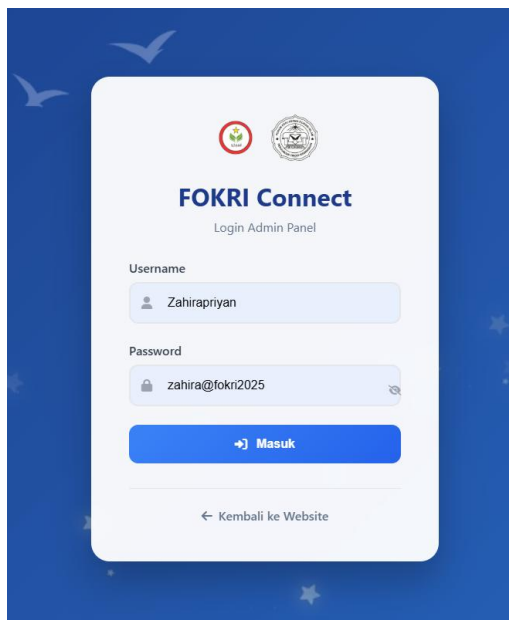 FOKRI Connect
Login Admin Panel
Username
Zahirapriyan
Password
zahira@fokri2025
Masuk
← Kembali ke Website